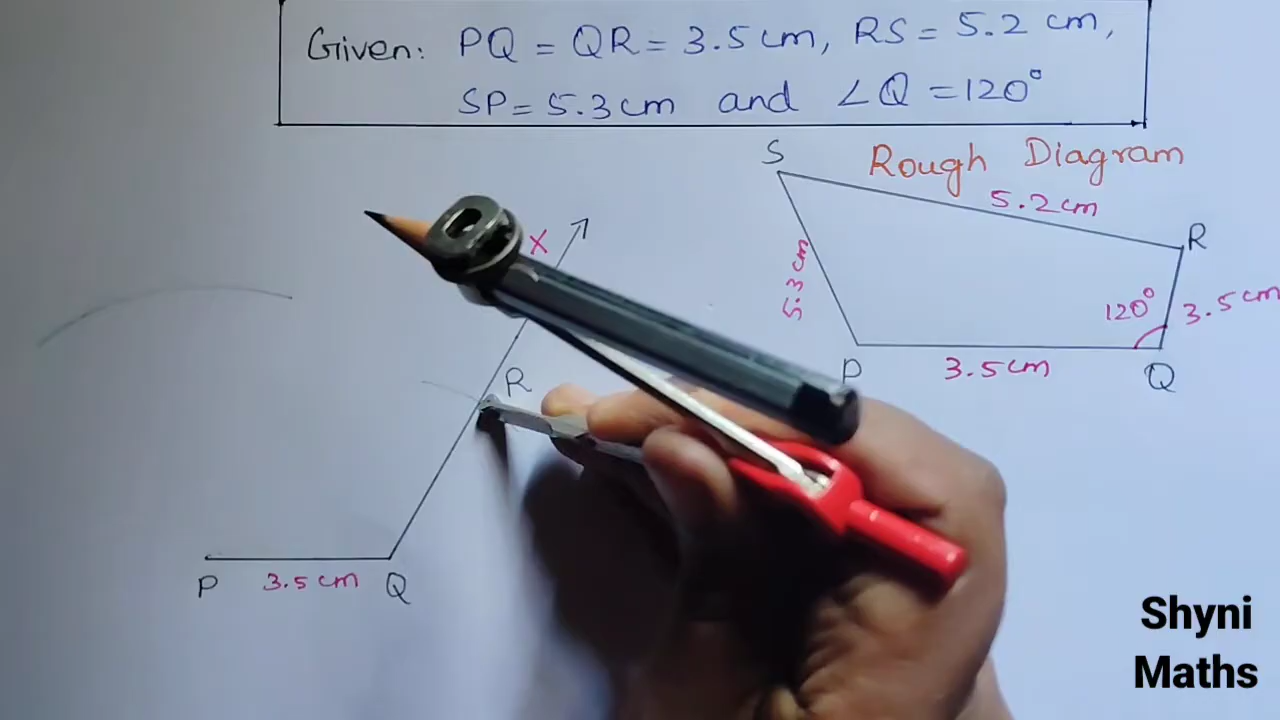 Given: PQ = QR = 3.5 cm, RS = 5.2 cm,
SP = 5.3 cm and ∠Q = 120°
S
Rough Diagram
5.2 cm
R
X
5.3 cm
120°
3.5 cm
R
P
3.5 cm
Q
P
3.5 cm
Q
Shyni
Maths